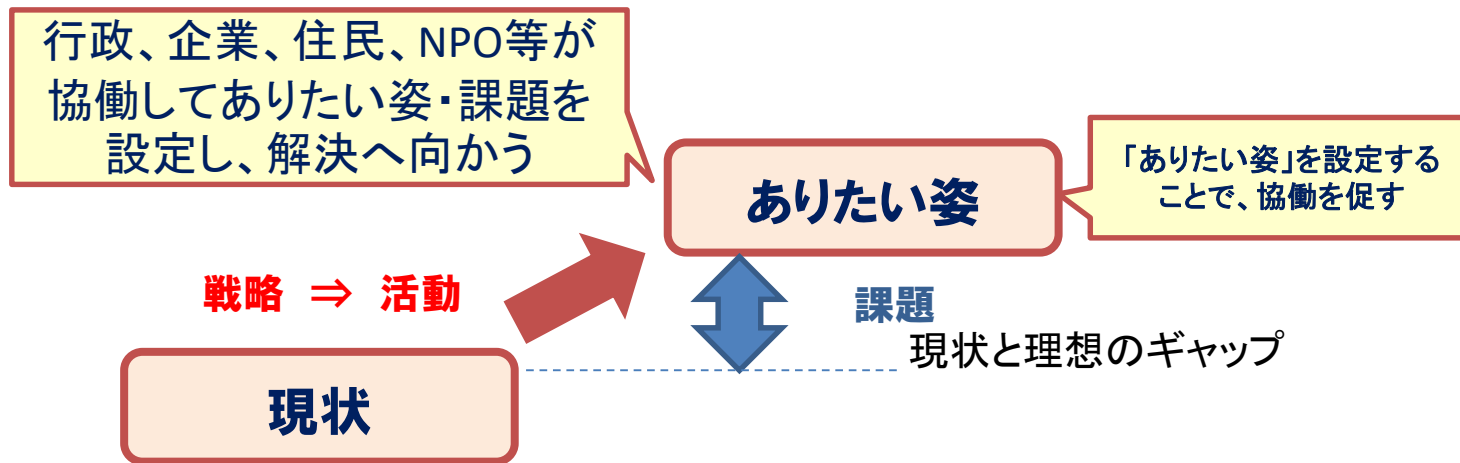 行政、企業、住民、NPO等が
協働してありたい姿・課題を
設定し、解決へ向かう
ありたい姿
「ありたい姿」を設定する
ことで、協働を促す
戦略 ⇒ 活動
課題
現状と理想のギャップ
現状